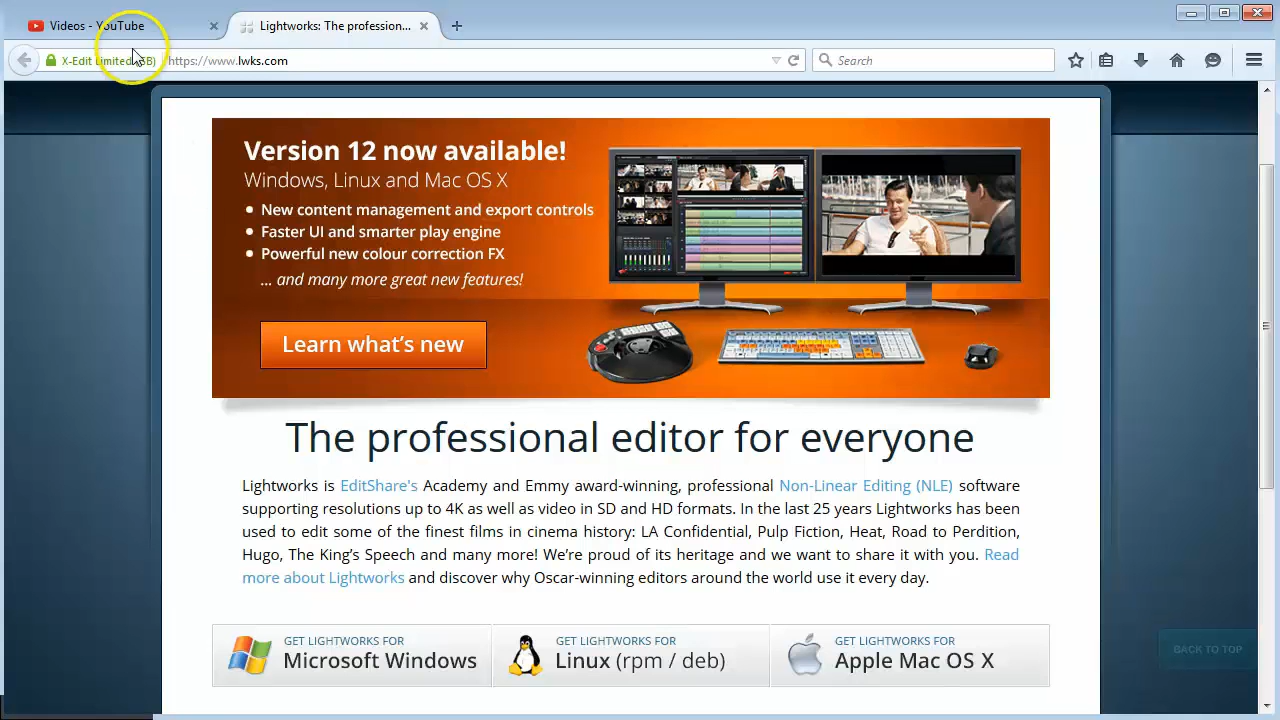 Videos - YouTube
Lightworks: The profession...
X-Edit Limited (GB)
https://www.lwks.com
Search
Version 12 now available!
Windows, Linux and Mac OS X
• New content management and export controls
• Faster UI and smarter play engine
• Powerful new colour correction FX
... and many more great new features!
Learn what's new
The professional editor for everyone
Lightworks is EditShare's Academy and Emmy award-winning, professional Non-Linear Editing (NLE) software
supporting resolutions up to 4K as well as video in SD and HD formats. In the last 25 years Lightworks has been
used to edit some of the finest films in cinema history: LA Confidential, Pulp Fiction, Heat, Road to Perdition,
Hugo, The King's Speech and many more! We're proud of its heritage and we want to share it with you. Read
more about Lightworks and discover why Oscar-winning editors around the world use it every day.
GET LIGHTWORKS FOR
Microsoft Windows
GET LIGHTWORKS FOR
Linux (rpm / deb)
GET LIGHTWORKS FOR
Apple Mac OS X
BACK TO TOP